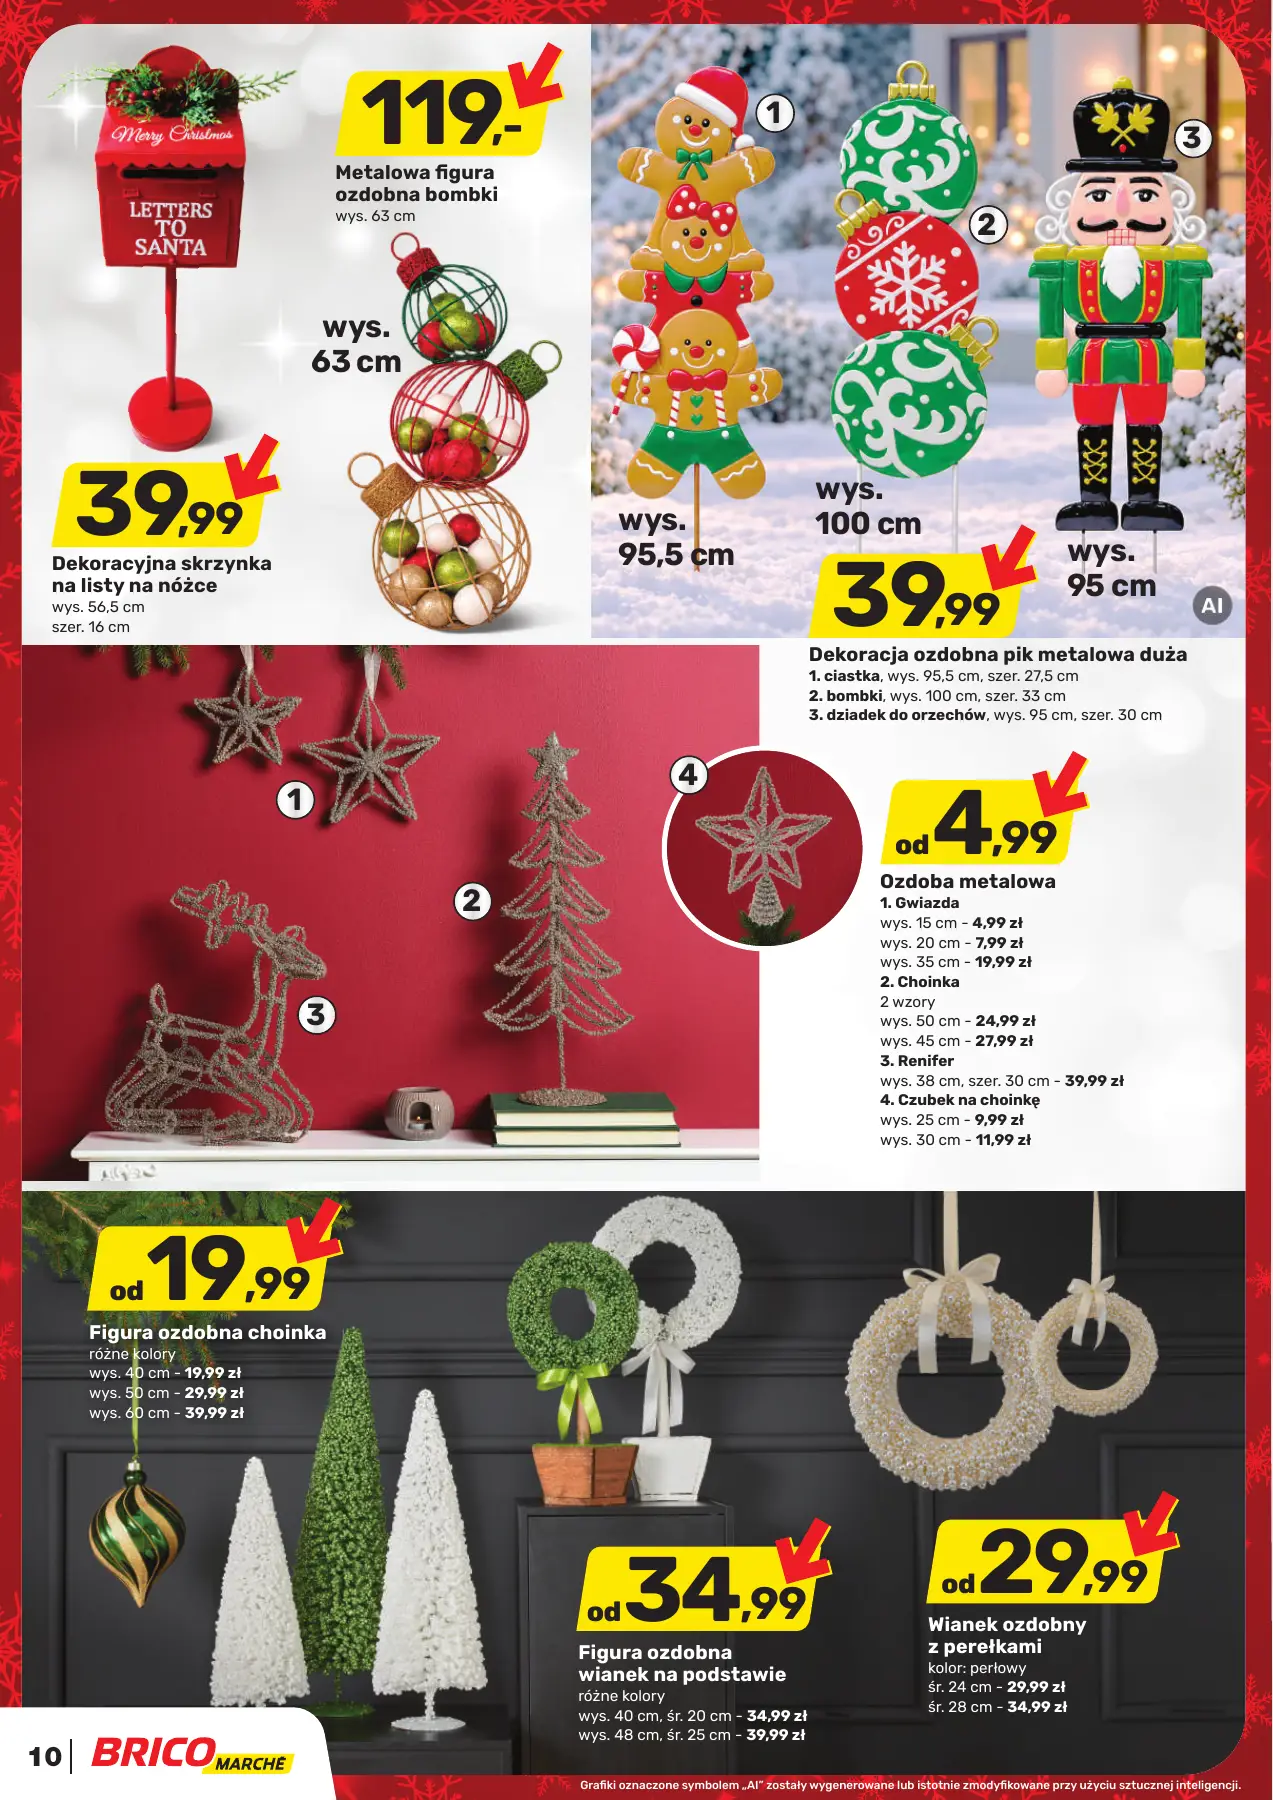 Merry Christmas
LETTERS
TO
SANTA
119,-
Metalowa figura
ozdobna bombki
wys. 63 cm
wys.
63 cm
39,99
Dekoracyjna skrzynka
na listy na nóżce
wys. 56,5 cm
szer. 16 cm
1
2
3
wys.
95,5 cm
wys.
100 cm
wys.
95 cm
AI
39,99
Dekoracja ozdobna pik metalowa duża
1. ciastka, wys. 95,5 cm, szer. 27,5 cm
2. bombki, wys. 100 cm, szer. 33 cm
3. dziadek do orzechów, wys. 95 cm, szer. 30 cm
1
2
3
4
od 4,99
Ozdoba metalowa
1. Gwiazda
wys. 15 cm - 4,99 zł
wys. 20 cm - 7,99 zł
wys. 35 cm - 19,99 zł
2. Choinka
2 wzory
wys. 50 cm - 24,99 zł
wys. 45 cm - 27,99 zł
3. Renifer
wys. 38 cm, szer. 30 cm - 39,99 zł
4. Czubek na choinkę
wys. 25 cm - 9,99 zł
wys. 30 cm - 11,99 zł
od 19,99
Figura ozdobna choinka
różne kolory
wys. 40 cm - 19,99 zł
wys. 50 cm - 29,99 zł
wys. 60 cm - 39,99 zł
od 34,99
Figura ozdobna
wianek na podstawie
różne kolory
wys. 40 cm, śr. 20 cm - 34,99 zł
wys. 48 cm, śr. 25 cm - 39,99 zł
od 29,99
Wianek ozdobny
z perełkami
kolor: perłowy
śr. 24 cm - 29,99 zł
śr. 28 cm - 34,99 zł
10 | BRICO MARCHÉ
Grafiki oznaczone symbolem „AI” zostały wygenerowane lub istotnie zmodyfikowane przy użyciu sztucznej inteligencji.